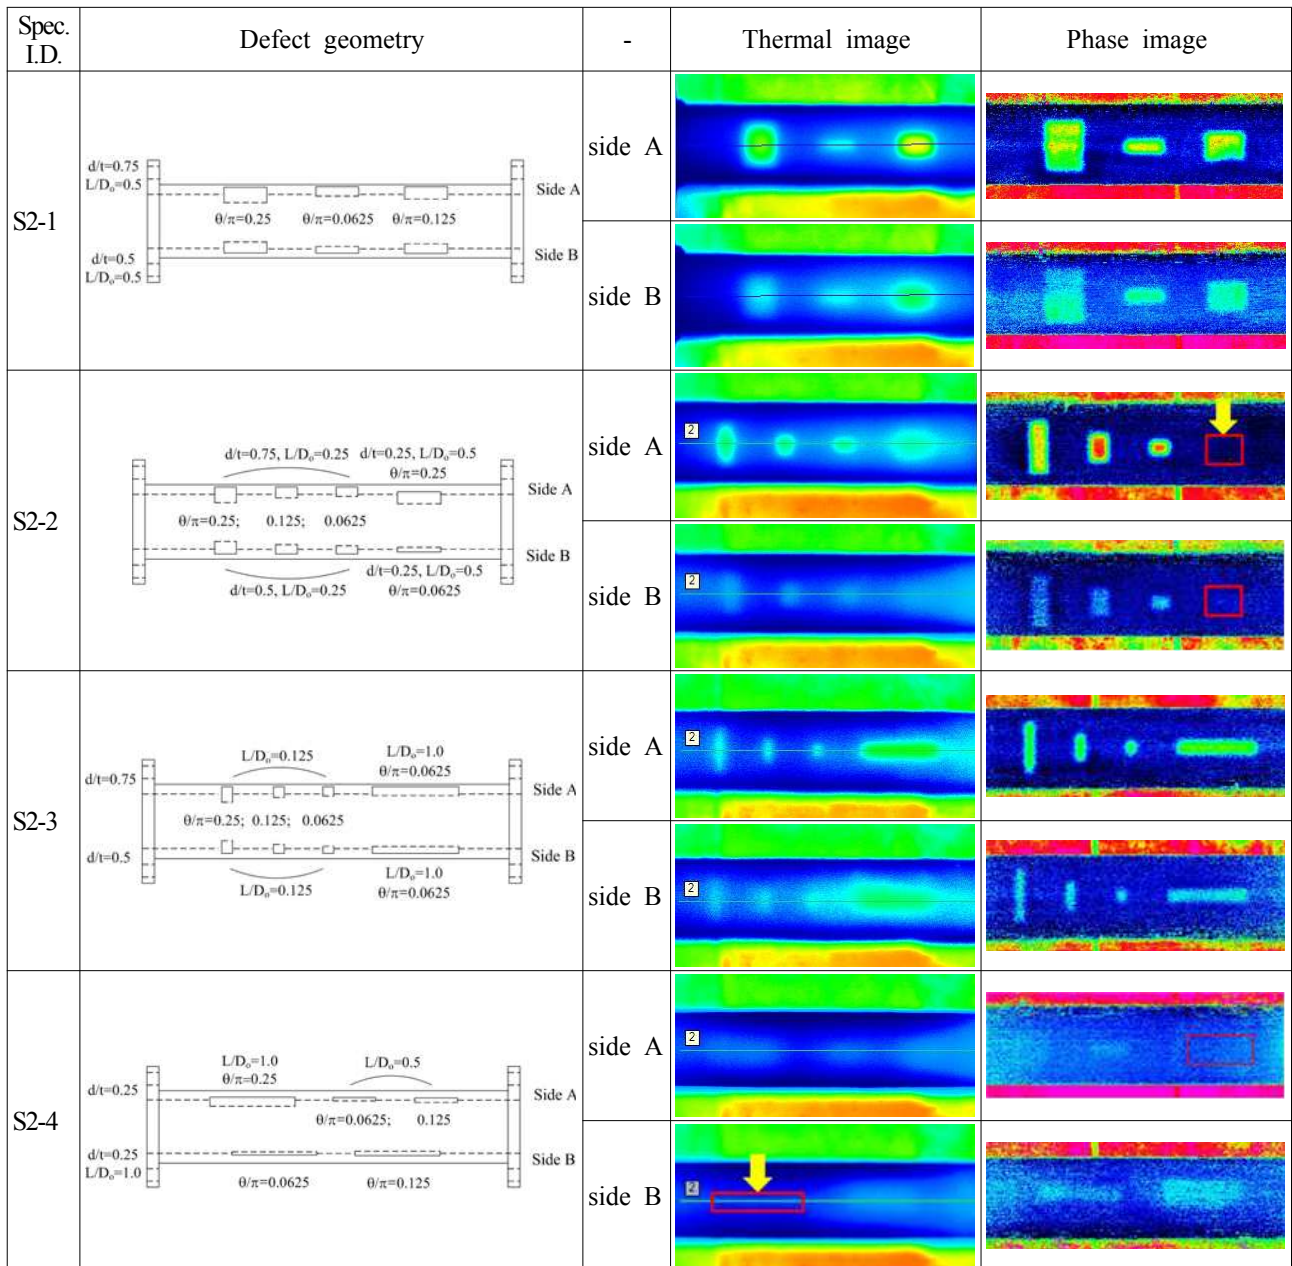 Spec. I.D.
Defect geometry
-
Thermal image
Phase image
S2-1
d/t=0.75
L/Dₒ=0.5
Side A
θ/π=0.25
θ/π=0.0625
θ/π=0.125
Side B
d/t=0.5
L/Dₒ=0.5
side A
side B
S2-2
d/t=0.75, L/Dₒ=0.25
d/t=0.25, L/Dₒ=0.5
θ/π=0.25
Side A
θ/π=0.25; 0.125; 0.0625
Side B
d/t=0.5, L/Dₒ=0.25
d/t=0.25, L/Dₒ=0.5
θ/π=0.0625
side A
2
side B
2
S2-3
L/Dₒ=0.125
L/Dₒ=1.0
θ/π=0.0625
d/t=0.75
Side A
θ/π=0.25; 0.125; 0.0625
d/t=0.5
Side B
L/Dₒ=0.125
L/Dₒ=1.0
θ/π=0.0625
side A
2
side B
2
S2-4
L/Dₒ=1.0
θ/π=0.25
L/Dₒ=0.5
d/t=0.25
Side A
θ/π=0.0625; 0.125
d/t=0.25
L/Dₒ=1.0
Side B
θ/π=0.0625
θ/π=0.125
side A
2
side B
2